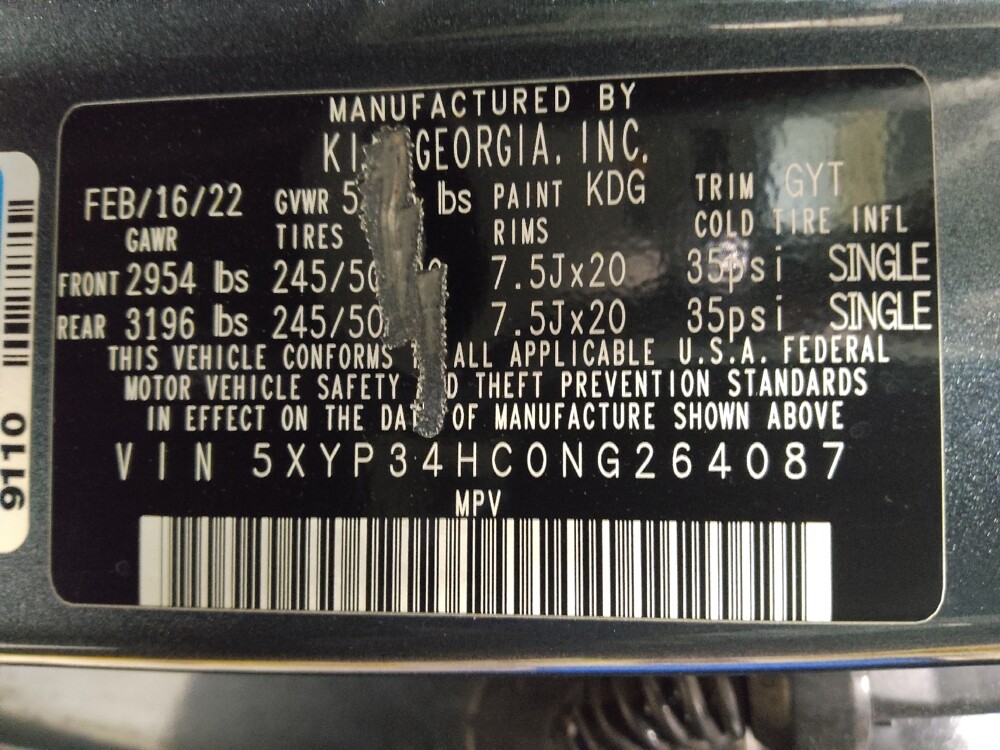 MANUFACTURED BY
GEORGIA. INC.
FEB/16/22 GVWR lbs PAINT KDG TRIM GYT
GAWR TIRES RIMS COLD TIRE INFL
FRONT 2954 lbs 7.5Jx20 35psi SINGLE
REAR 3196 lbs 245/50 7.5Jx20 35psi SINGLE
THIS VEHICLE CONFORMS ALL APPLICABLE U.S.A. FEDERAL
MOTOR VEHICLE SAFETY THEFT PREVENTION STANDARDS
IN EFFECT ON THE OF MANUFACTURE SHOWN ABOVE
VIN 5XYP34HC0NG264087
MPV
9110